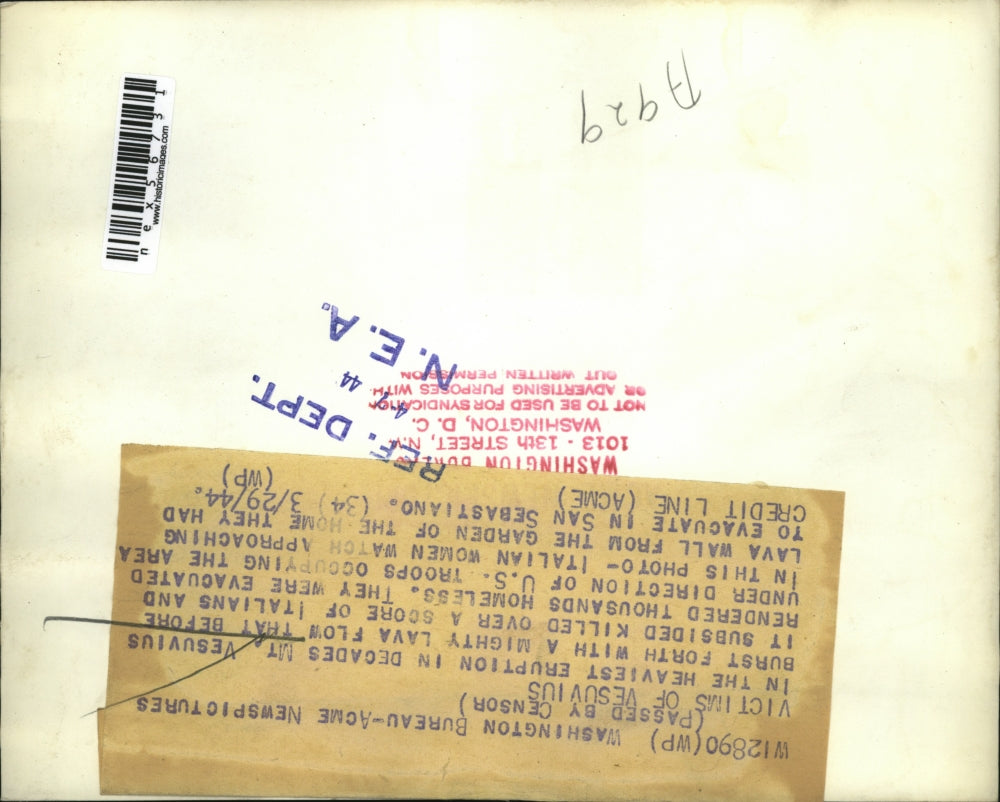 W12890(WP) WASHINGTON BUREAU-ACME NEWSPICTURES
(PASSED BY CENSOR)
VICTIMS OF VESUVIUS
IN THE HEAVIEST ERUPTION IN DECADES MT. VESUVIUS
BURST FORTH WITH A MIGHTY LAVA FLOW THAT BEFORE
IT SUBSIDED KILLED OVER A SCORE OF ITALIANS AND
RENDERED THOUSANDS HOMELESS. THEY WERE EVACUATED
UNDER DIRECTION OF U.S. TROOPS OCCUPYING THE AREA
IN THIS PHOTO- ITALIAN WOMEN WATCH APPROACHING
LAVA WALL FROM THE GARDEN OF THE HOME THEY HAD
TO EVACUATE IN SAN SEBASTIANO. (34) 3/29/44.
CREDIT LINE (ACME) (WP)
WASHINGTON BUREAU
1013 - 13th STREET, N.W.
WASHINGTON, D. C.
NOT TO BE USED FOR SYNDICATION
OR ADVERTISING PURPOSES WITH
OUT WRITTEN PERMISSION
REF. DEPT.
4 7 44
N. E. A.
A929
nex56731
www.historicimages.com